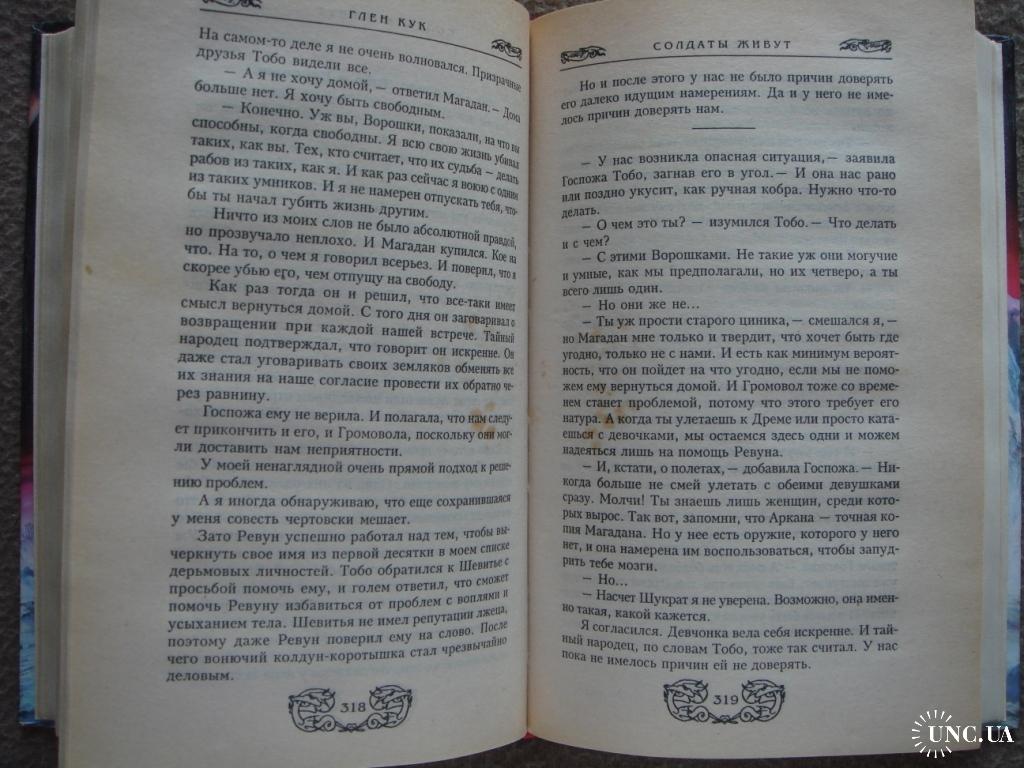 ГЛЕН КУК
На самом-то деле я не очень волновался. Призрачные
друзья Тобо видели все.
— А я не хочу домой, — ответил Магадан. — Дома
больше нет. Я хочу быть свободным.
— Конечно. Уж вы, Ворошки, показали, на что вы
способны, когда свободны. Я всю свою жизнь убивал
таких, как вы. Тех, кто считает, что их судьба — делать
рабов из таких, как я. И как раз сейчас я воюю с одним
из таких умников. И я не намерен отпускать тебя, что-
бы ты начал губить жизнь другим.
Ничто из моих слов не было абсолютной правдой,
но прозвучало неплохо. И Магадан купился. Кое на
что. На то, о чем я говорил всерьез. И поверил, что я
скорее убью его, чем отпущу на свободу.
Как раз тогда он и решил, что все-таки имеет
смысл вернуться домой. С того дня он заговаривал о
возвращении при каждой нашей встрече. Тайный
народец подтверждал, что говорит он искренне. Он
даже стал уговаривать своих земляков обменять все
их знания на наше согласие провести их обратно че-
рез равнину.
Госпожа ему не верила. И полагала, что нам следу-
ет прикончить и его, и Громовола, поскольку они мог-
ли доставить нам неприятности.
У моей ненаглядной очень прямой подход к реше-
нию проблем.
А я иногда обнаруживаю, что еще сохранившаяся
у меня совесть чертовски мешает.
Зато Ревун успешно работал над тем, чтобы вы-
черкнуть свое имя из первой десятки в моем списке
дерьмовых личностей. Тобо обратился к Шевитье с
просьбой помочь ему, и голем ответил, что сможет
помочь Ревуну избавиться от проблем с воплями и
усыханием тела. Шевитья не имел репутации лжеца,
поэтому даже Ревун поверил ему на слово. После
чего вонючий колдун-коротышка стал чрезвычайно
деловым.
318
СОЛДАТЫ ЖИВУТ
Но и после этого у нас не было причин доверять
его далеко идущим намерениям. Да и у него не име-
лось причин доверять нам.
— У нас возникла опасная ситуация, — заявила
Госпожа Тобо, загнав его в угол. — И она нас рано
или поздно укусит, как ручная кобра. Нужно что-то
делать.
— О чем это ты? — изумился Тобо. — Что делать
и с чем?
— С этими Ворошками. Не такие уж они могучие
и умные, как мы предполагали, но их четверо, а ты
всего лишь один.
— Но они же не...
— Ты уж прости старого циника, — смешался я, —
но Магадан мне только и твердит, что хочет быть где
угодно, только не с нами. И есть как минимум вероят-
ность, что он пойдет на что угодно, если мы не помо-
жем ему вернуться домой. И Громовол тоже со време-
нем станет проблемой, потому что этого требует его
натура. А когда ты улетаешь к Дреме или просто ката-
ешься с девочками, мы остаемся здесь одни и можем
надеяться лишь на помощь Ревуна.
— И, кстати, о полетах, — добавила Госпожа. — Ни-
когда больше не смей улетать с обеими девушками
сразу. Молчи! Ты знаешь лишь женщин, среди кото-
рых вырос. Так вот, запомни, что Аркана — точная ко-
пия Магадана. Но у нее есть оружие, которого у него
нет, и она намерена им воспользоваться, чтобы запуд-
рить тебе мозги.
— Но...
— Насчет Шукрат я не уверена. Возможно, она имен-
но такая, какой кажется.
Я согласился. Девчонка вела себя искренне. И тай-
ный народец, по словам Тобо, тоже так считал. У нас
пока не имелось причин ей не доверять.
319
UNC.UA